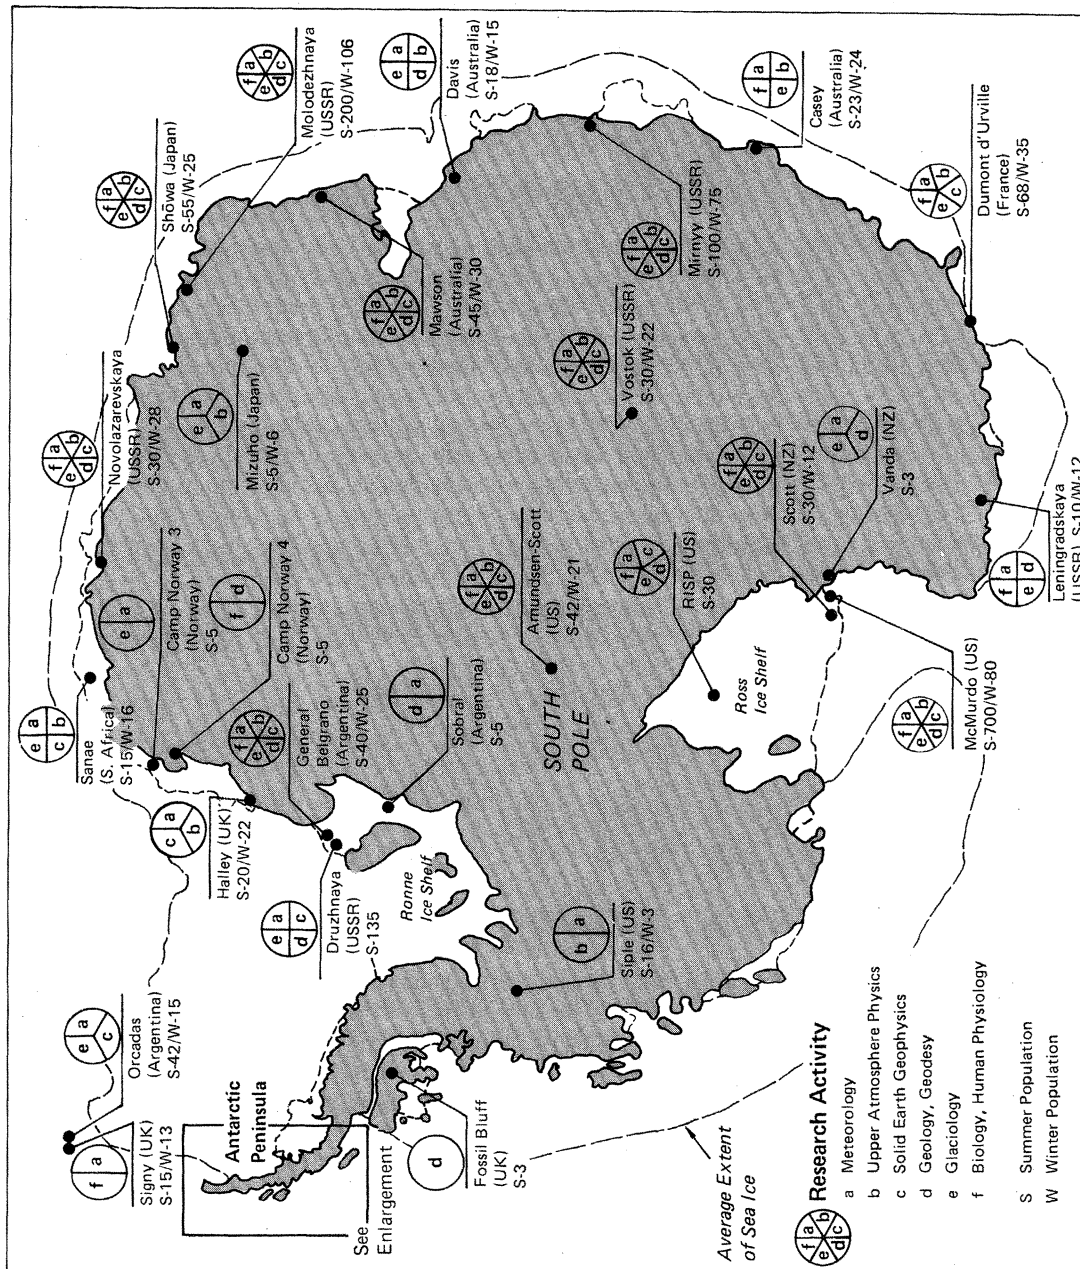 Signy (UK)
S-15/W-13
f a
Orcadas
(Argentina)
S-42/W-15
e a c
Antarctic
Peninsula
See
Enlargement
Fossil Bluff
(UK)
S-3
d
Halley (UK)
S-20/W-22
c a b
Druzhnaya
(USSR)
S-135
e a d c
Ronne
Ice Shelf
Siple (US)
S-16/W-3
b a
Sanae
(S. Africa)
S-15/W-16
e a c b
Camp Norway 3
(Norway)
S-5
e a
Camp Norway 4
(Norway)
S-5
f d
General
Belgrano
(Argentina)
S-40/W-25
f a e b d c
Sobral
(Argentina)
S-5
d a
SOUTH
POLE
Amundsen-Scott
(US)
S-42/W-21
f a e b d c
RISP (US)
S-30
f a e c d
Ross
Ice Shelf
McMurdo (US)
S-700/W-80
f a e b d c
Novolazarevskaya
(USSR)
S-30/W-28
f a e b d c
Mizuho (Japan)
S-5/W-6
e a b
Shōwa (Japan)
S-55/W-25
f a e b d c
Molodezhnaya
(USSR)
S-200/W-106
f a e b d c
Mawson
(Australia)
S-45/W-30
f a e b d c
Davis
(Australia)
S-18/W-15
e a d b
Vostok (USSR)
S-30/W-22
f a e b d c
Mirnyy (USSR)
S-100/W-75
f a e b d c
Casey
(Australia)
S-23/W-24
f a e b
Scott (NZ)
S-30/W-12
f a e b d c
Vanda (NZ)
S-3
e a d
Dumont d'Urville
(France)
S-68/W-35
f a e b c
Leningradskaya
(USSR) S-10/W-12
f a e d
Average Extent
of Sea Ice
f a e b d c
Research Activity
a Meteorology
b Upper Atmosphere Physics
c Solid Earth Geophysics
d Geology, Geodesy
e Glaciology
f Biology, Human Physiology
S Summer Population
W Winter Population